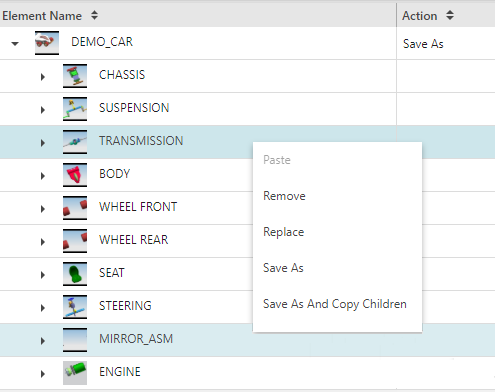 Element Name Action
DEMO_CAR Save As
CHASSIS
SUSPENSION
TRANSMISSION
BODY
WHEEL FRONT
WHEEL REAR
SEAT
STEERING
MIRROR_ASM
ENGINE
Paste
Remove
Replace
Save As
Save As And Copy Children